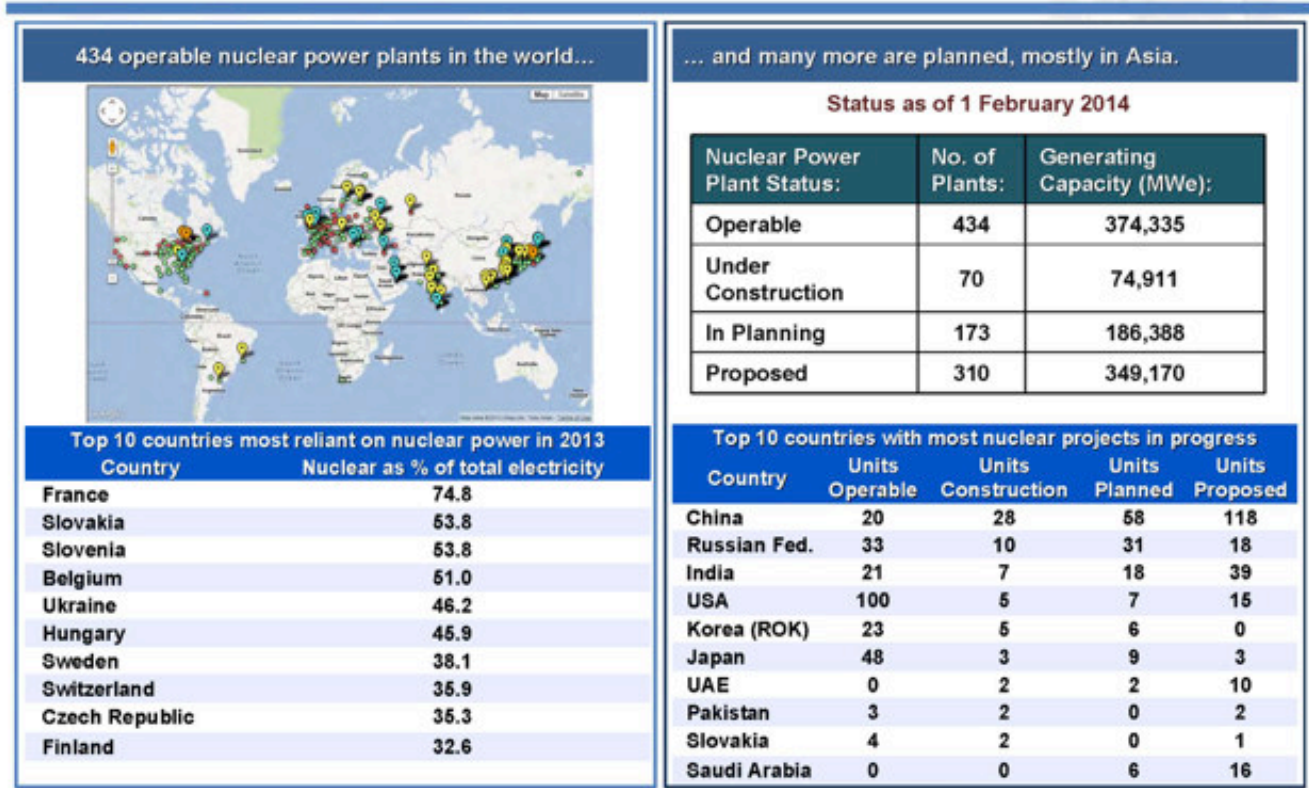 434 operable nuclear power plants in the world...
Map
Top 10 countries most reliant on nuclear power in 2013
Country Nuclear as % of total electricity
France 74.8
Slovakia 53.8
Slovenia 53.8
Belgium 51.0
Ukraine 46.2
Hungary 45.9
Sweden 38.1
Switzerland 35.9
Czech Republic 35.3
Finland 32.6
... and many more are planned, mostly in Asia.
Status as of 1 February 2014
Nuclear Power No. of Generating
Plant Status: Plants: Capacity (MWe):
Operable 434 374,335
Under
Construction 70 74,911
In Planning 173 186,388
Proposed 310 349,170
Top 10 countries with most nuclear projects in progress
Country Units Units Units Units
Operable Construction Planned Proposed
China 20 28 58 118
Russian Fed. 33 10 31 18
India 21 7 18 39
USA 100 5 7 15
Korea (ROK) 23 5 6 0
Japan 48 3 9 3
UAE 0 2 2 10
Pakistan 3 2 0 2
Slovakia 4 2 0 1
Saudi Arabia 0 0 6 16